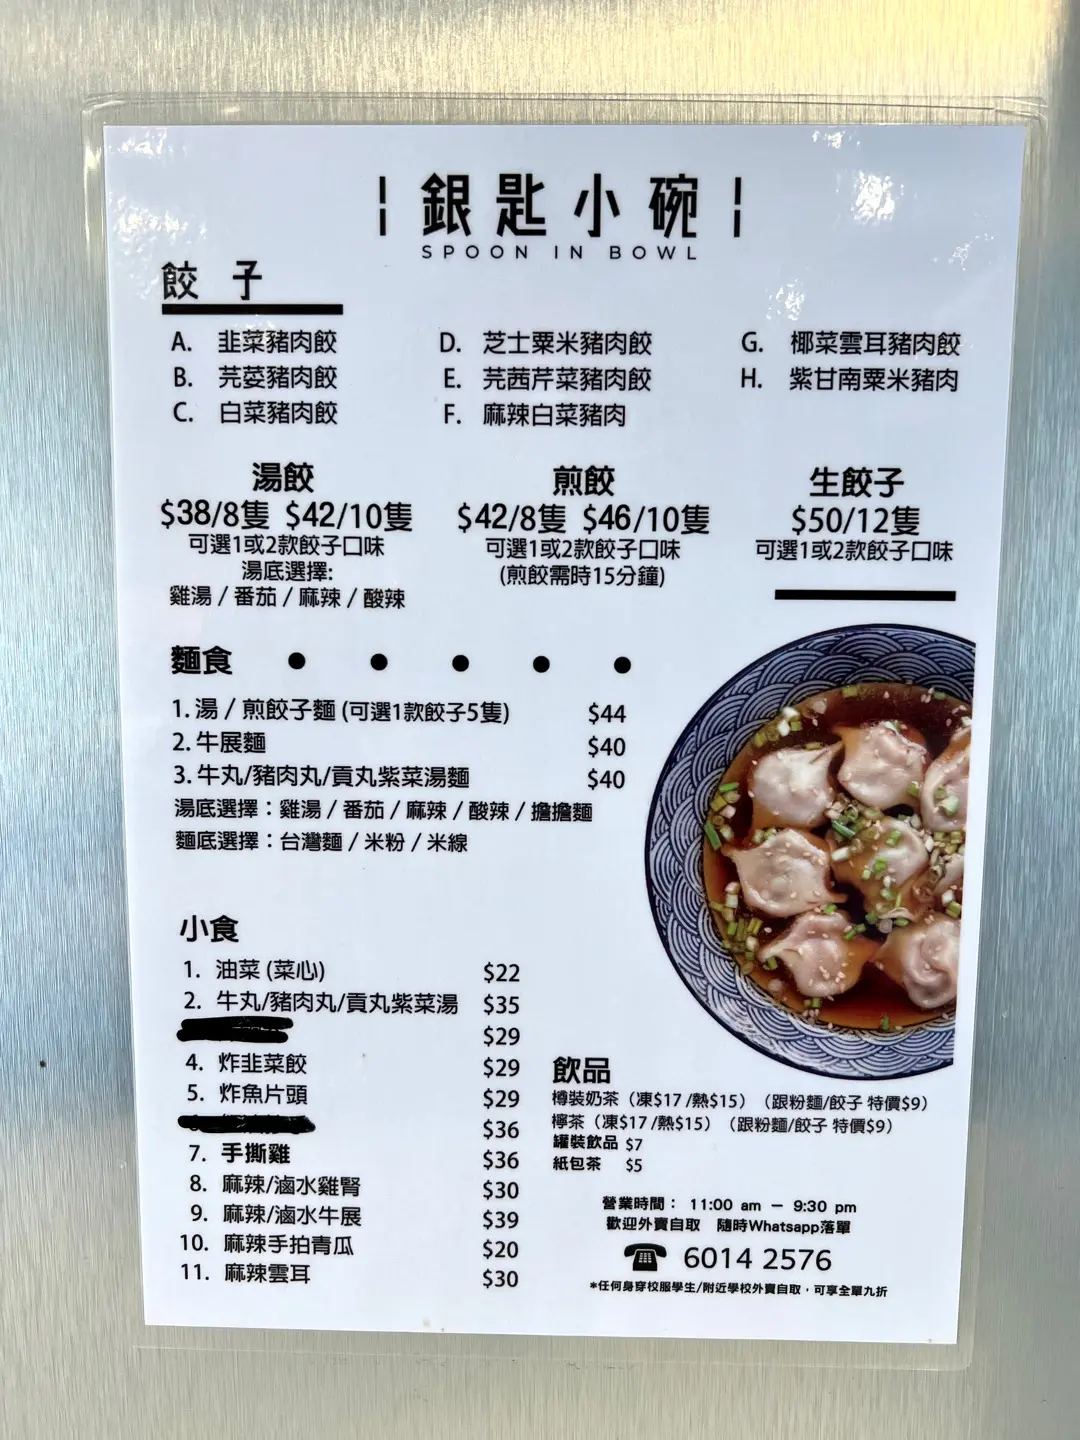 銀匙小碗
SPOON IN BOWL
餃 子
A. 韭菜豬肉餃
B. 芫荽豬肉餃
C. 白菜豬肉餃
D. 芝士粟米豬肉餃
E. 芫茜芹菜豬肉餃
F. 麻辣白菜豬肉
G. 椰菜雲耳豬肉餃
H. 紫甘南粟米豬肉
湯餃
$38/8隻 $42/10隻
可選1或2款餃子口味
湯底選擇:
雞湯 / 番茄 / 麻辣 / 酸辣
煎餃
$42/8隻 $46/10隻
可選1或2款餃子口味
(煎餃需時15分鐘)
生餃子
$50/12隻
可選1或2款餃子口味
麵食
1. 湯 / 煎餃子麵 (可選1款餃子5隻) $44
2. 牛展麵 $40
3. 牛丸/豬肉丸/貢丸紫菜湯麵 $40
湯底選擇：雞湯 / 番茄 / 麻辣 / 酸辣 / 擔擔麵
麵底選擇：台灣麵 / 米粉 / 米線
小食
1. 油菜 (菜心) $22
2. 牛丸/豬肉丸/貢丸紫菜湯 $35
$29
4. 炸韭菜餃 $29
5. 炸魚片頭 $29
$36
7. 手撕雞 $36
8. 麻辣/滷水雞腎 $30
9. 麻辣/滷水牛展 $39
10. 麻辣手拍青瓜 $20
11. 麻辣雲耳 $30
飲品
樽裝奶茶（凍$17 /熱$15）（跟粉麵/餃子 特價$9）
檸茶（凍$17 /熱$15）（跟粉麵/餃子 特價$9）
罐裝飲品 $7
紙包茶 $5
營業時間： 11:00 am － 9:30 pm
歡迎外賣自取 隨時Whatsapp落單
6014 2576
*任何身穿校服學生/附近學校外賣自取，可享全單九折